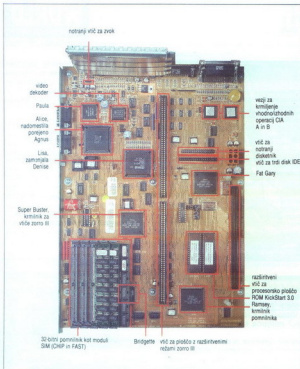 notranji vtič za zvok
video
dekoder
Paula
Alice,
nadomestila
porejeno
Agnus
Lisa,
zamjnjala
Denise
Super Buster,
krmilnik za
vtiče zorro III
32-bitni pomnilnik kot moduli
SIM (CHIP in FAST)
Bridgette
vtič za ploščo z razširitvenimi
režami zorro III
vezji za
krmiljenje
vhodno/izhodnih
operacij CIA
A in B
vtič za
notranji
disketnik
vtič za trdi disk IDE
Fat Gary
razširitveni
vtič za
procesorsko ploščo
ROM KickStart 3.0
Ramsey,
krmilnik
pomnilnika